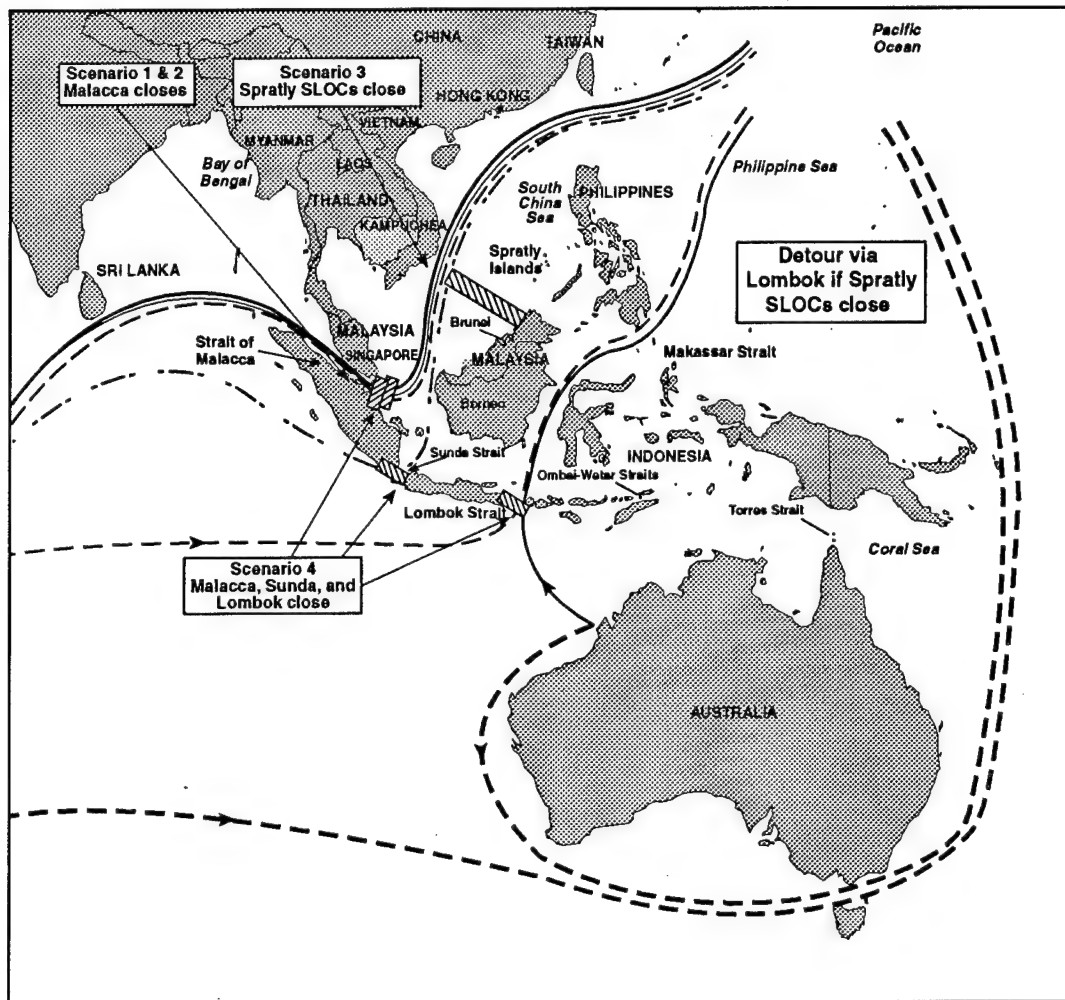 CHINA
TAIWAN
Pacific
Ocean
Scenario 1 & 2
Malacca closes
Scenario 3
Spratly SLOCs close
HONG KONG
VIETNAM
MYANMAR
LAOS
Bay of
Bengal
THAILAND
KAMPUCHEA
South
China
Sea
PHILIPPINES
Philippine Sea
SRI LANKA
Spratly
Islands
Detour via
Lombok if Spratly
SLOCs close
MALAYSIA
Brunei
Strait of
Malacca
SINGAPORE
MALAYSIA
Makassar Strait
Borneo
Sunda Strait
INDONESIA
Ombai-Wetar Straits
Lombok Strait
Torres Strait
Coral Sea
Scenario 4
Malacca, Sunda, and
Lombok close
AUSTRALIA